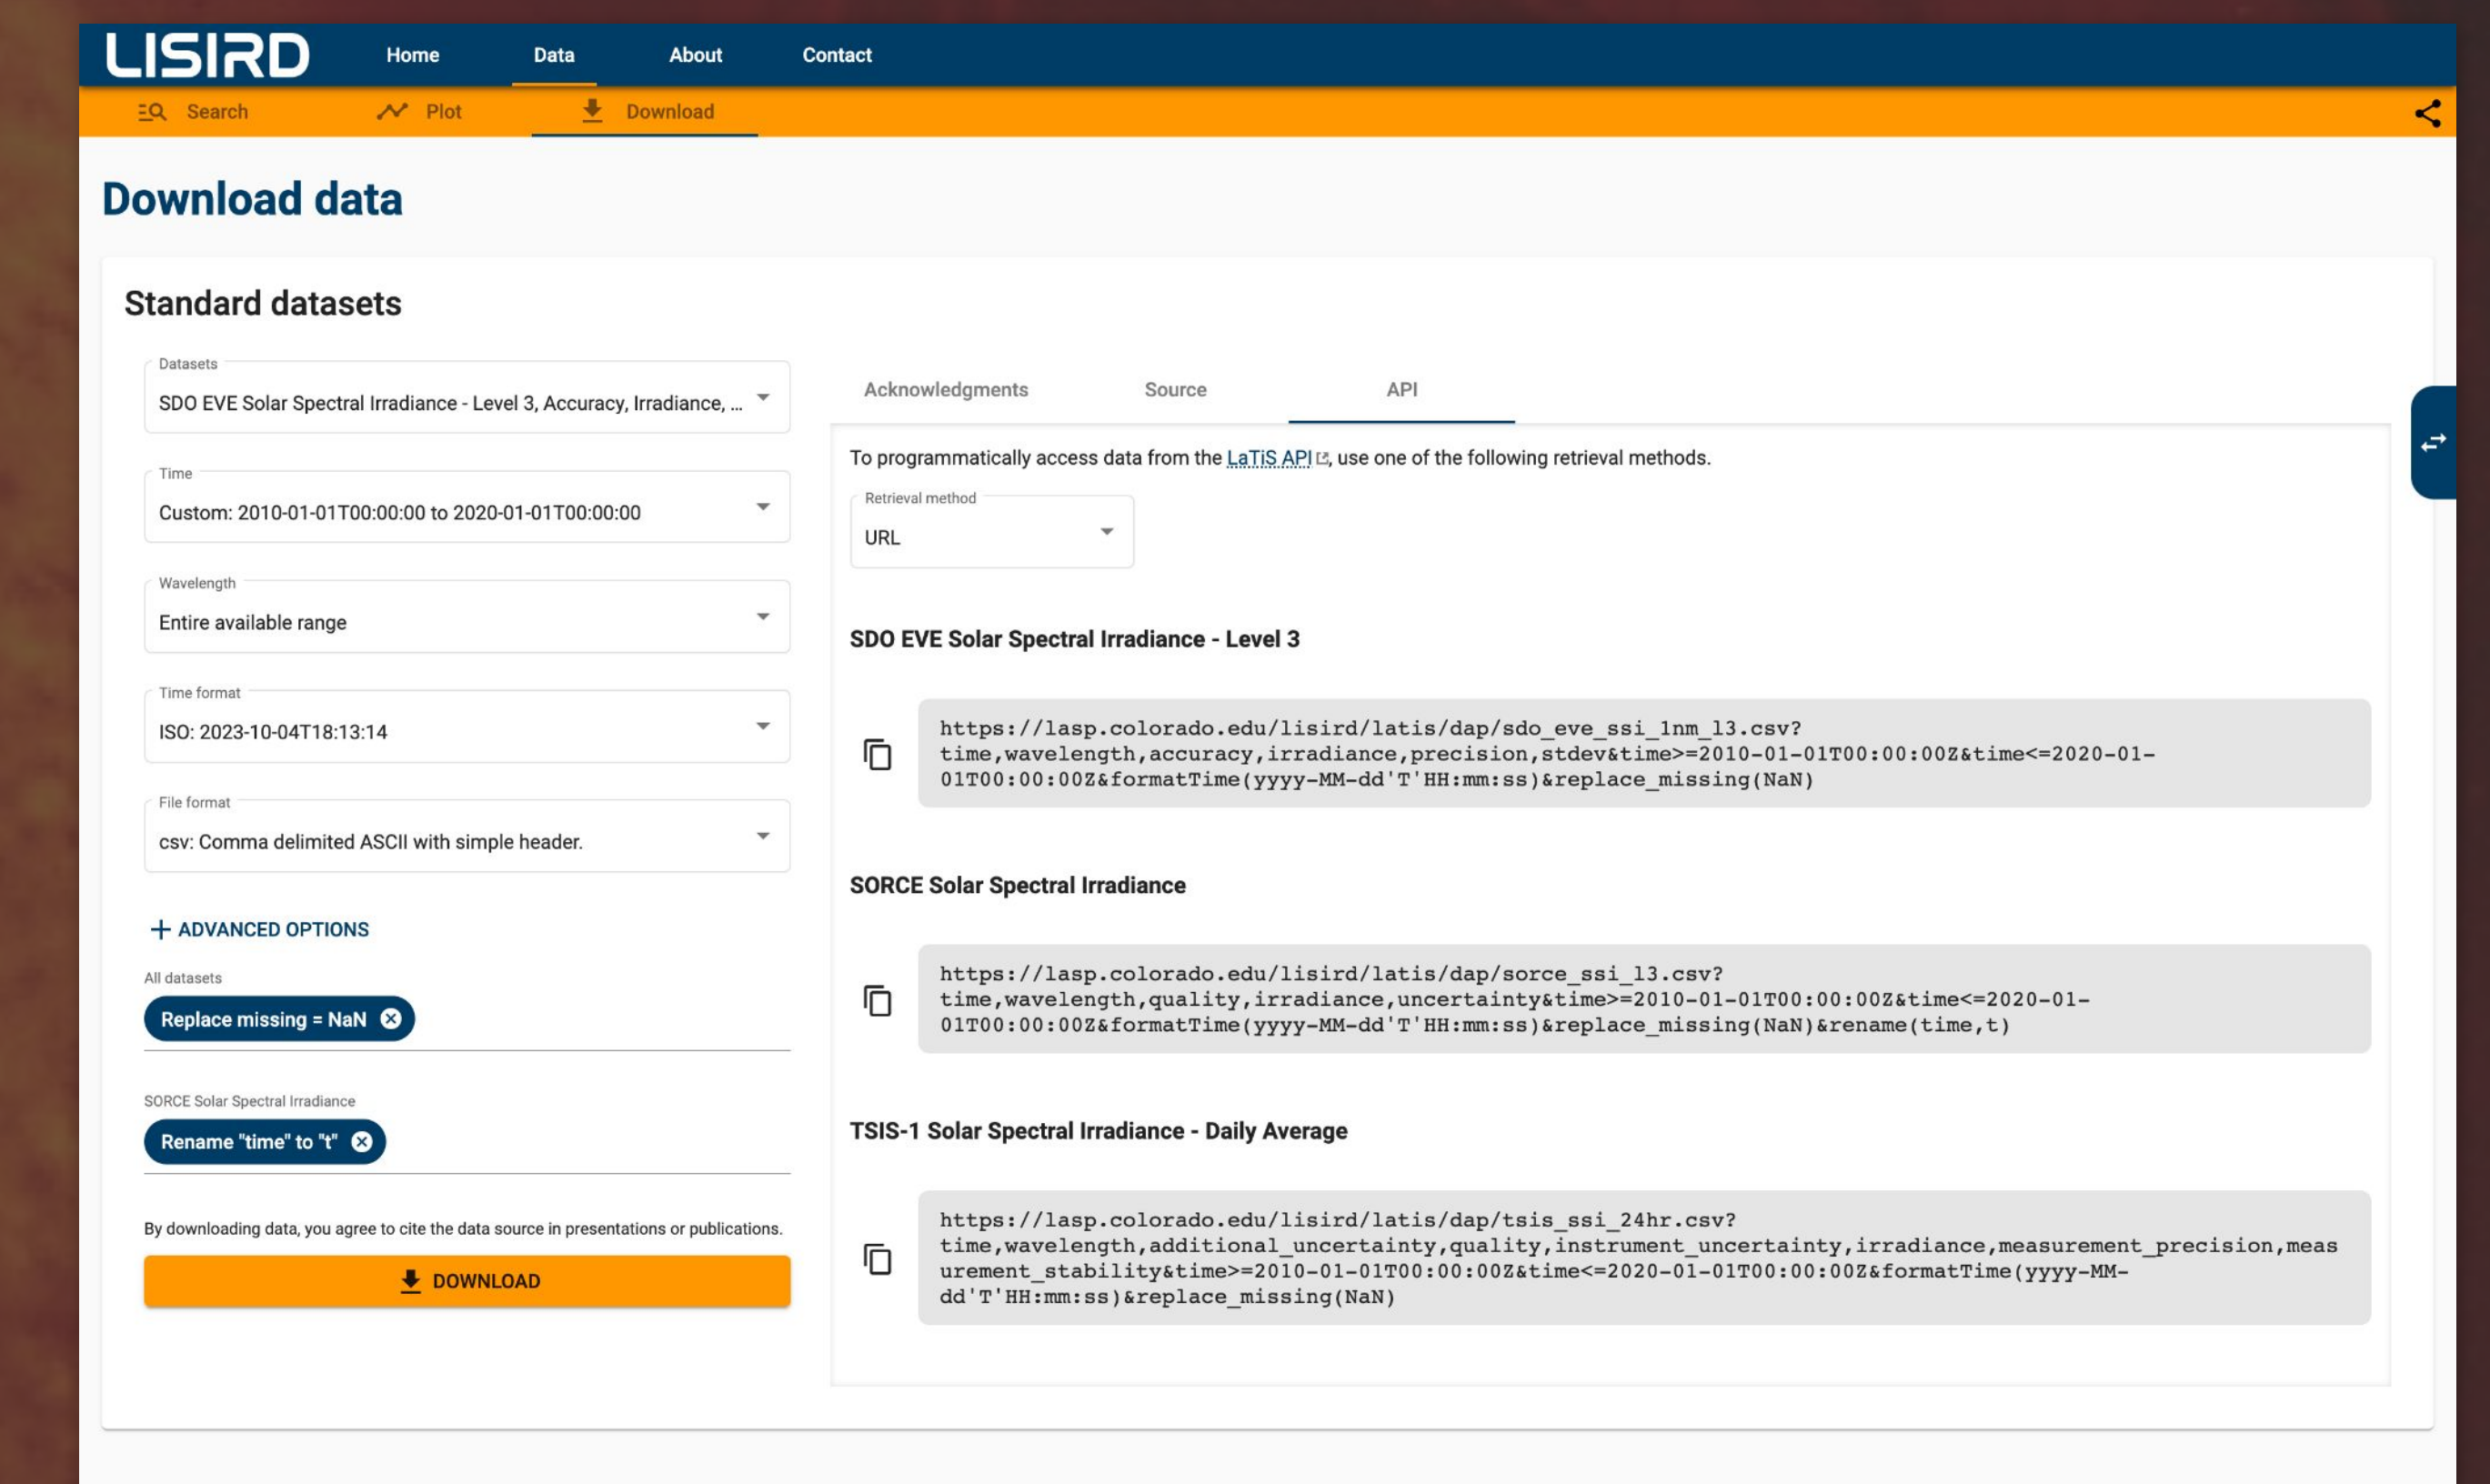 LISIRD
Home Data About Contact
Search Plot Download
Download data
Standard datasets
Datasets
SDO EVE Solar Spectral Irradiance - Level 3, Accuracy, Irradiance, ...
Time
Custom: 2010-01-01T00:00:00 to 2020-01-01T00:00:00
Wavelength
Entire available range
Time format
ISO: 2023-10-04T18:13:14
File format
csv: Comma delimited ASCII with simple header.
ADVANCED OPTIONS
All datasets
Replace missing = NaN
SORCE Solar Spectral Irradiance
Rename "time" to "t"
By downloading data, you agree to cite the data source in presentations or publications.
DOWNLOAD
Acknowledgments Source API
To programmatically access data from the LaTiS API, use one of the following retrieval methods.
Retrieval method
URL
SDO EVE Solar Spectral Irradiance - Level 3
https://lasp.colorado.edu/lisird/latis/dap/sdo_eve_ssi_1nm_l3.csv?
time,wavelength,accuracy,irradiance,precision,stdev&time>=2010-01-01T00:00:00Z&time<=2020-01-
01T00:00:00Z&formatTime(yyyy-MM-dd'T'HH:mm:ss)&replace_missing(NaN)
SORCE Solar Spectral Irradiance
https://lasp.colorado.edu/lisird/latis/dap/sorce_ssi_l3.csv?
time,wavelength,quality,irradiance,uncertainty&time>=2010-01-01T00:00:00Z&time<=2020-01-
01T00:00:00Z&formatTime(yyyy-MM-dd'T'HH:mm:ss)&replace_missing(NaN)&rename(time,t)
TSIS-1 Solar Spectral Irradiance - Daily Average
https://lasp.colorado.edu/lisird/latis/dap/tsis_ssi_24hr.csv?
time,wavelength,additional_uncertainty,quality,instrument_uncertainty,irradiance,measurement_precision,meas
urement_stability&time>=2010-01-01T00:00:00Z&time<=2020-01-01T00:00:00Z&formatTime(yyyy-MM-
dd'T'HH:mm:ss)&replace_missing(NaN)